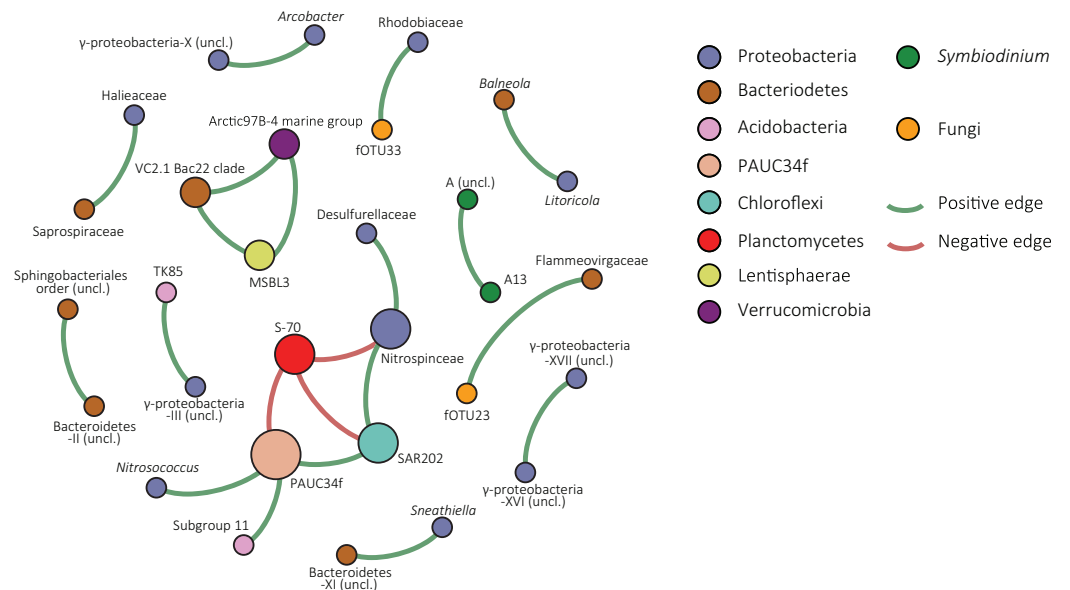 Arcobacter
γ-proteobacteria-X (uncl.)
Rhodobiaceae
Halieaceae
Balneola
Arctic97B-4 marine group
fOTU33
VC2.1 Bac22 clade
A (uncl.)
Litoricola
Saprospiraceae
Desulfurellaceae
Sphingobacteriales
order (uncl.)
TK85
MSBL3
Flammeovirgaceae
A13
S-70
Nitrospinceae
γ-proteobacteria
-XVII (uncl.)
γ-proteobacteria
-III (uncl.)
fOTU23
Bacteroidetes
-II (uncl.)
Nitrosococcus
PAUC34f
SAR202
γ-proteobacteria
-XVI (uncl.)
Subgroup 11
Sneathiella
Bacteroidetes
-XI (uncl.)
Proteobacteria
Bacteriodetes
Acidobacteria
PAUC34f
Chloroflexi
Planctomycetes
Lentisphaerae
Verrucomicrobia
Symbiodinium
Fungi
Positive edge
Negative edge